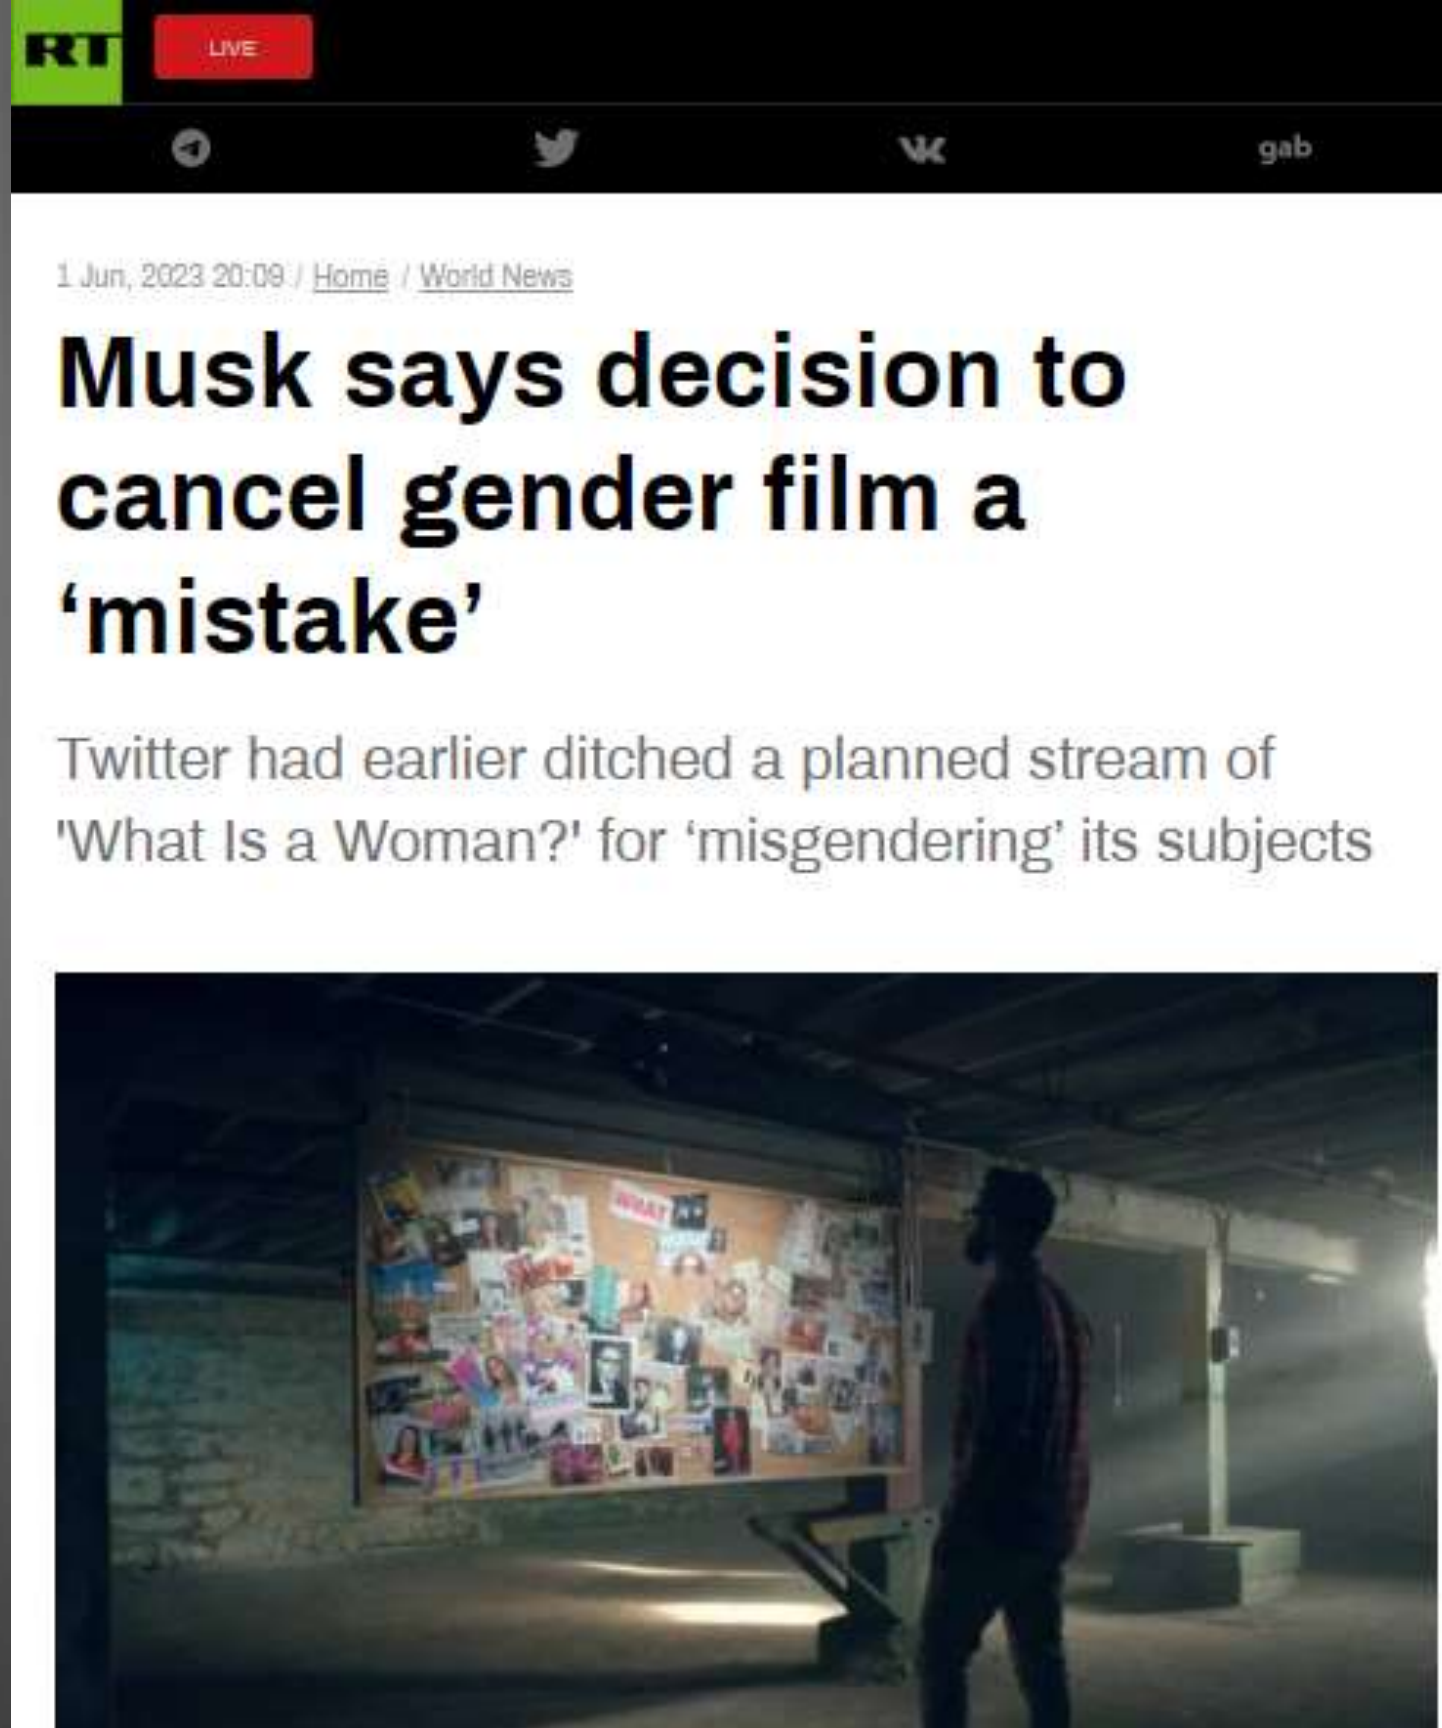 RT
LIVE
gab
1 Jun, 2023 20:09 / Home / World News
Musk says decision to
cancel gender film a
‘mistake’
Twitter had earlier ditched a planned stream of
'What Is a Woman?' for ‘misgendering’ its subjects
WHAT